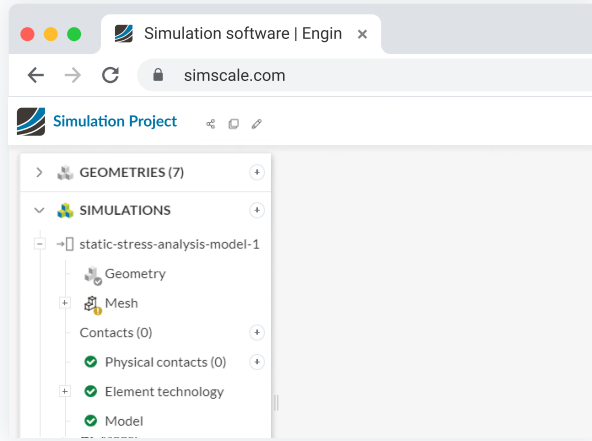 Simulation software | Engin
simscale.com
Simulation Project
GEOMETRIES (7)
SIMULATIONS
static-stress-analysis-model-1
Geometry
Mesh
Contacts (0)
Physical contacts (0)
Element technology
Model